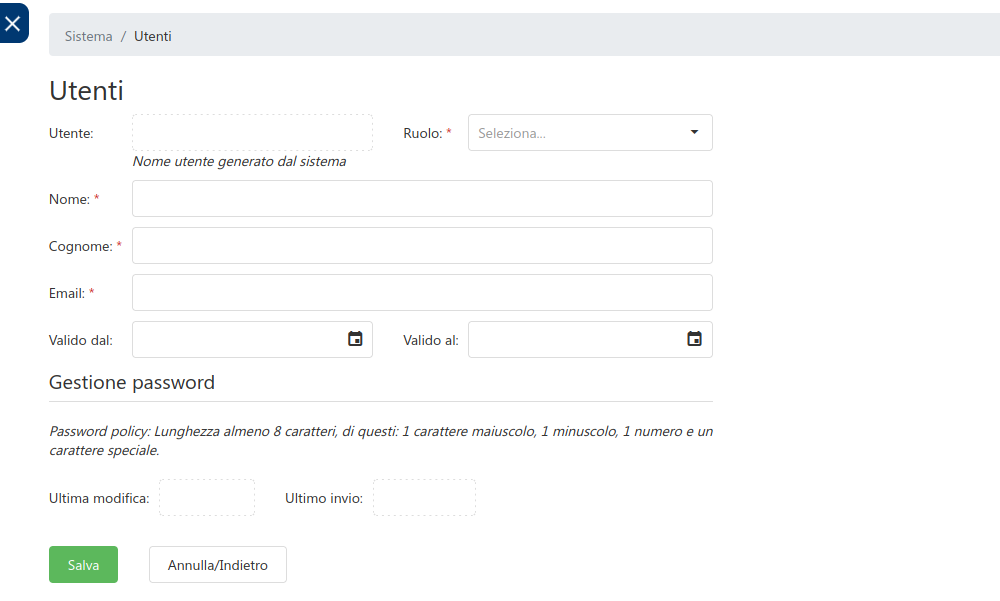 Sistema / Utenti
Utenti
Utente:
Ruolo: * Seleziona...
Nome utente generato dal sistema
Nome: *
Cognome: *
Email: *
Valido dal:
Valido al:
Gestione password
Password policy: Lunghezza almeno 8 caratteri, di questi: 1 carattere maiuscolo, 1 minuscolo, 1 numero e un
carattere speciale.
Ultima modifica:
Ultimo invio:
Salva
Annulla/Indietro